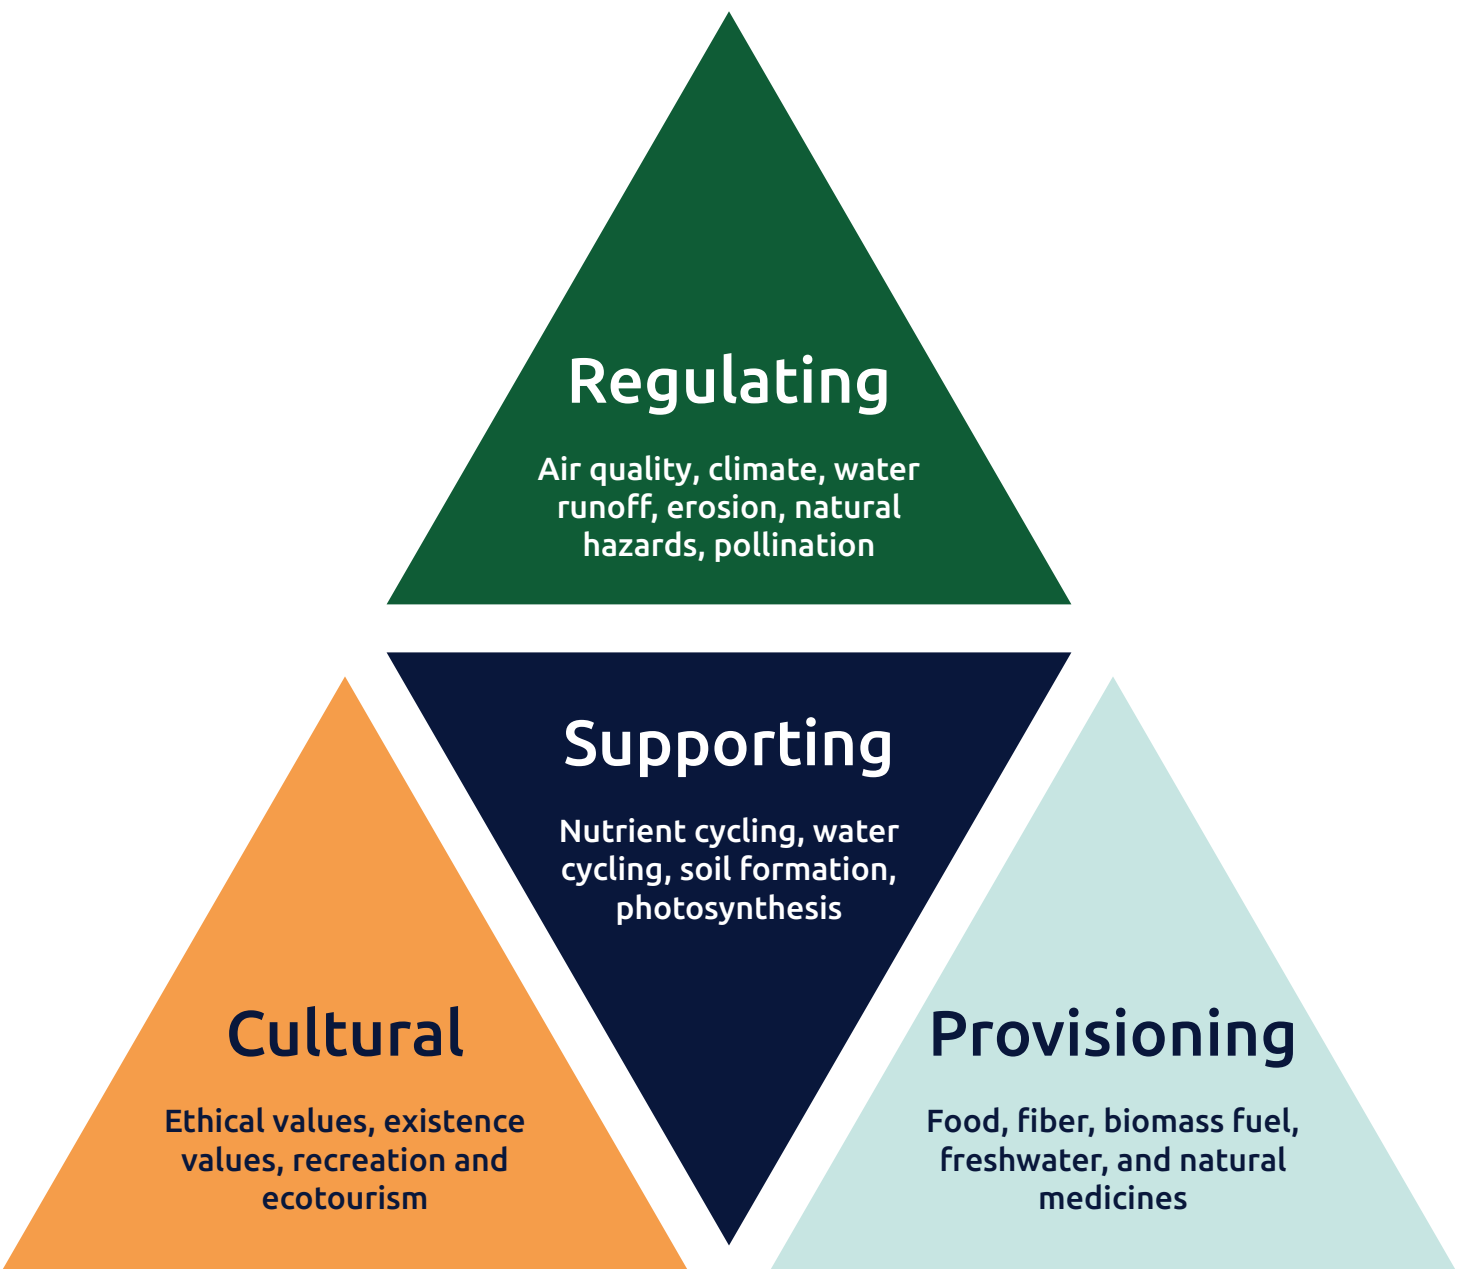 Regulating
Air quality, climate, water
runoff, erosion, natural
hazards, pollination
Supporting
Nutrient cycling, water
cycling, soil formation,
photosynthesis
Cultural
Ethical values, existence
values, recreation and
ecotourism
Provisioning
Food, fiber, biomass fuel,
freshwater, and natural
medicines